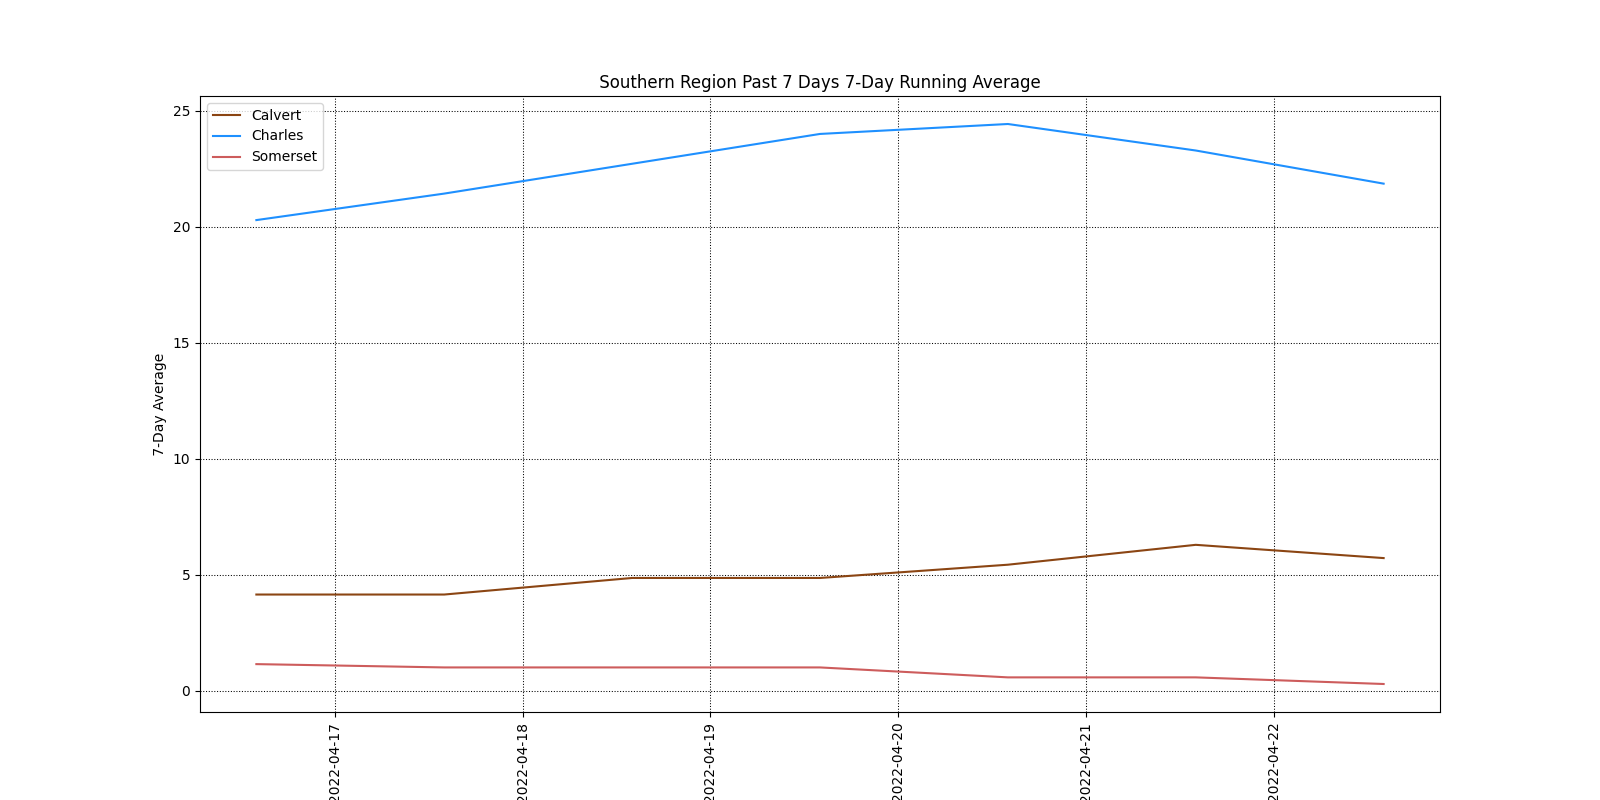 Southern Region Past 7 Days 7-Day Running Average
Calvert
Charles
Somerset
7-Day Average
25
20
15
10
5
0
2022-04-17
2022-04-18
2022-04-19
2022-04-20
2022-04-21
2022-04-22